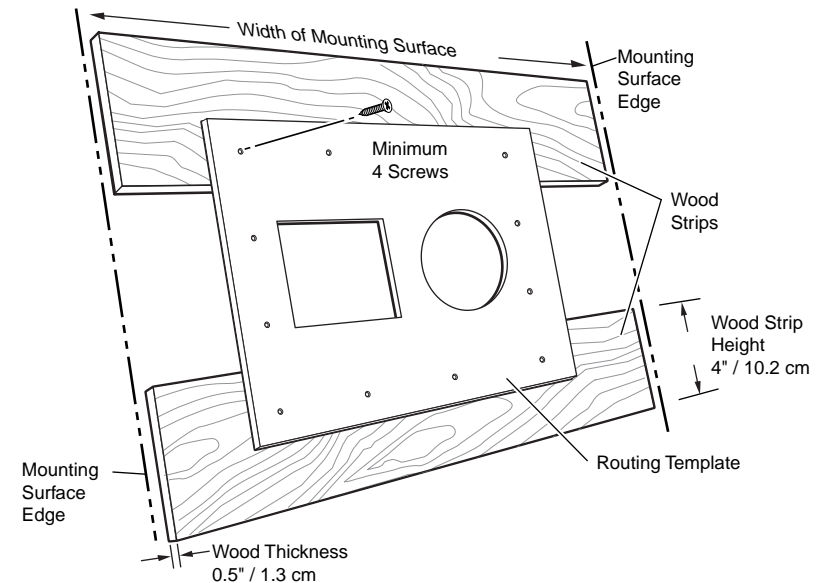 Width of Mounting Surface
Mounting
Surface
Edge
Minimum
4 Screws
Wood
Strips
Wood Strip
Height
4" / 10.2 cm
Routing Template
Mounting
Surface
Edge
Wood Thickness
0.5" / 1.3 cm